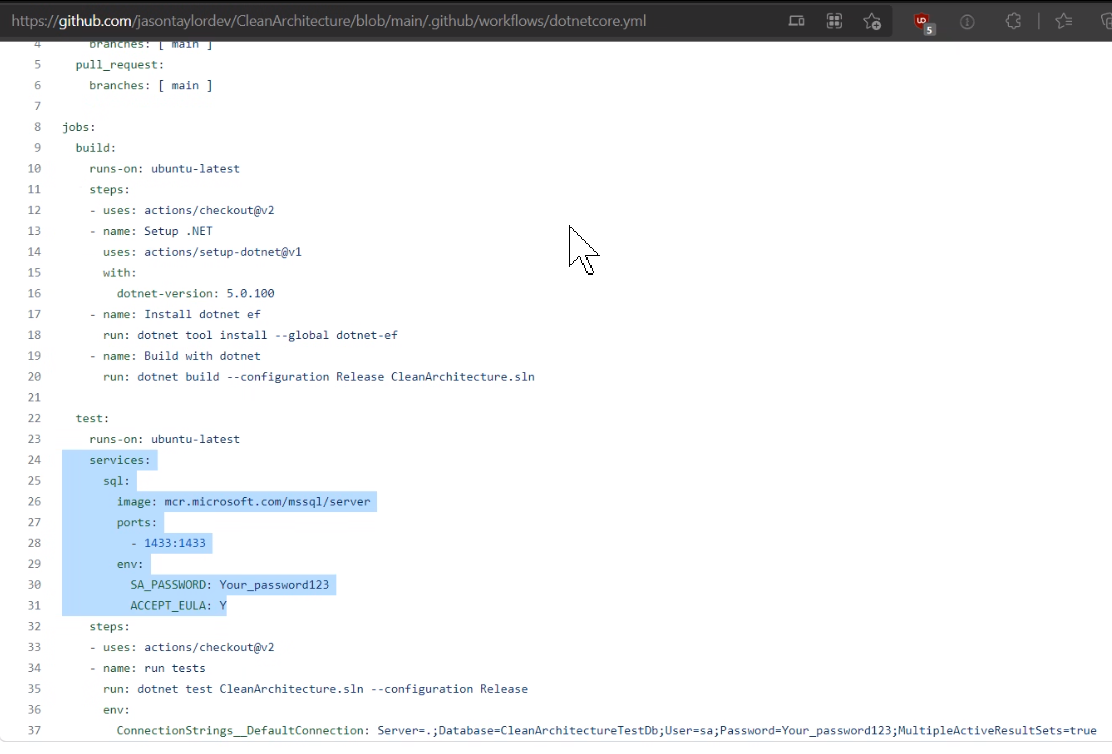 https://github.com/jasontaylordev/CleanArchitecture/blob/main/.github/workflows/dotnetcore.yml
5
4 branches: [ main ]
5 pull_request:
6 branches: [ main ]
7
8 jobs:
9 build:
10 runs-on: ubuntu-latest
11 steps:
12 - uses: actions/checkout@v2
13 - name: Setup .NET
14 uses: actions/setup-dotnet@v1
15 with:
16 dotnet-version: 5.0.100
17 - name: Install dotnet ef
18 run: dotnet tool install --global dotnet-ef
19 - name: Build with dotnet
20 run: dotnet build --configuration Release CleanArchitecture.sln
21
22 test:
23 runs-on: ubuntu-latest
24 services:
25 sql:
26 image: mcr.microsoft.com/mssql/server
27 ports:
28 - 1433:1433
29 env:
30 SA_PASSWORD: Your_password123
31 ACCEPT_EULA: Y
32 steps:
33 - uses: actions/checkout@v2
34 - name: run tests
35 run: dotnet test CleanArchitecture.sln --configuration Release
36 env:
37 ConnectionStrings__DefaultConnection: Server=.;Database=CleanArchitectureTestDb;User=sa;Password=Your_password123;MultipleActiveResultSets=true